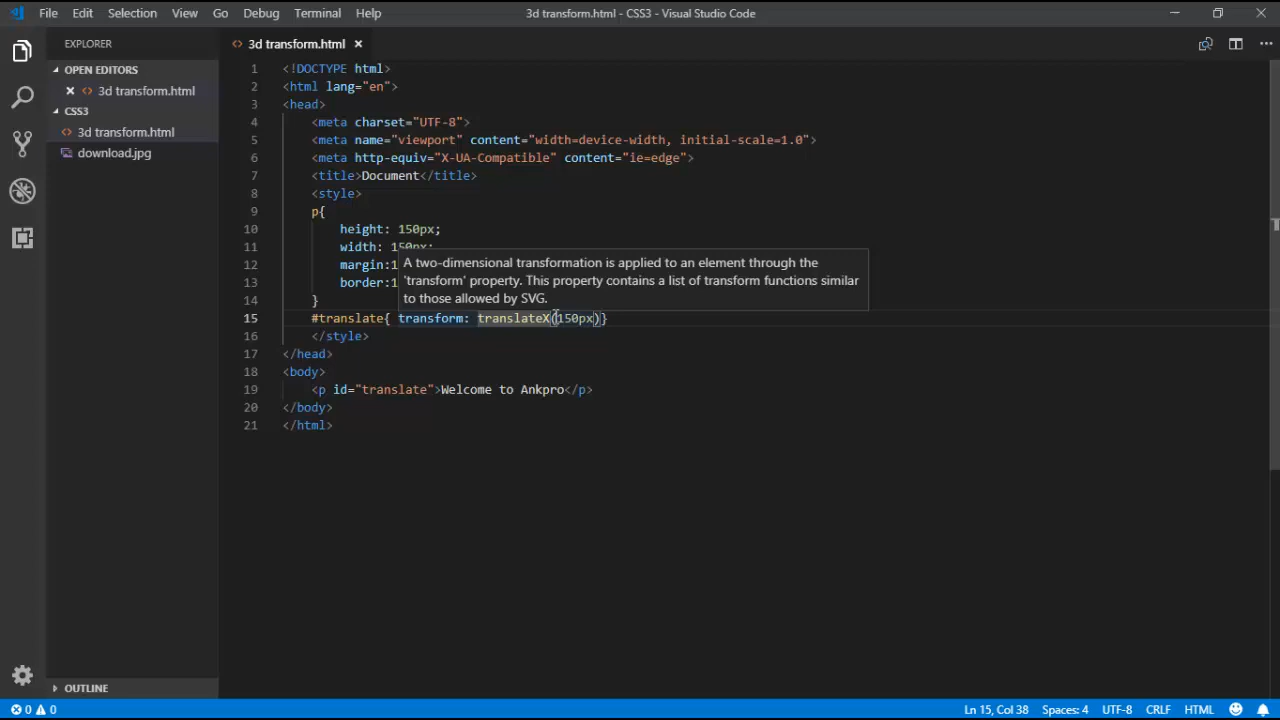 File Edit Selection View Go Debug Terminal Help
3d transform.html - CSS3 - Visual Studio Code
EXPLORER
OPEN EDITORS
3d transform.html
CSS3
3d transform.html
download.jpg
OUTLINE
3d transform.html
1 <!DOCTYPE html>
2 <html lang="en">
3 <head>
4 <meta charset="UTF-8">
5 <meta name="viewport" content="width=device-width, initial-scale=1.0">
6 <meta http-equiv="X-UA-Compatible" content="ie=edge">
7 <title>Document</title>
8 <style>
9 p{
10 height: 150px;
11 width: 150px;
12 margin:1
13 border:1
A two-dimensional transformation is applied to an element through the
'transform' property. This property contains a list of transform functions similar
to those allowed by SVG.
14 }
15 #translate{ transform: translateX(150px)}
16 </style>
17 </head>
18 <body>
19 <p id="translate">Welcome to Ankpro</p>
20 </body>
21 </html>
0 0
Ln 15, Col 38 Spaces: 4 UTF-8 CRLF HTML